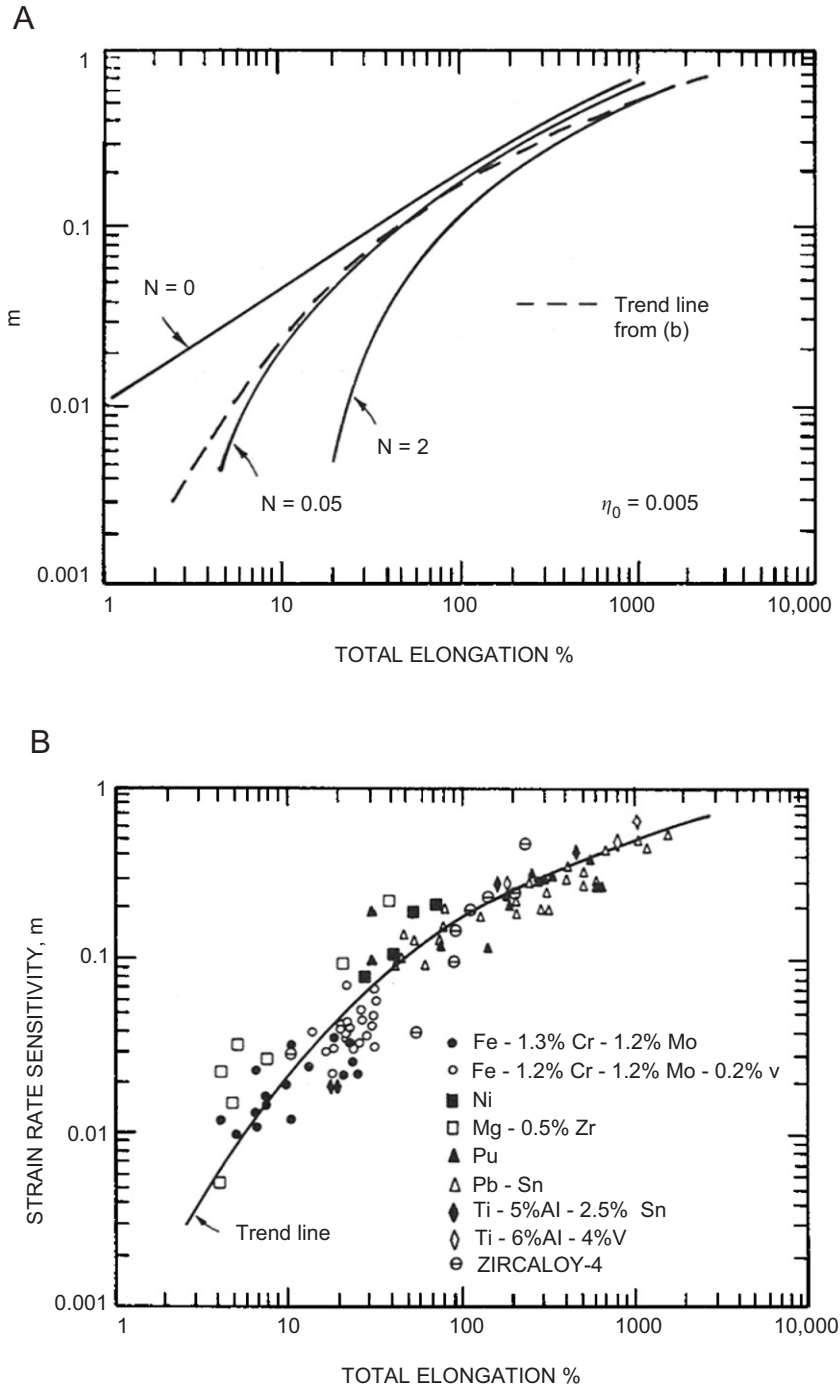 A
1
0.1
0.01
0.001
m
N = 0
N = 0.05
N = 2
Trend line
from (b)
η0 = 0.005
1
10
100
1000
10,000
TOTAL ELONGATION %
B
1
0.1
0.01
0.001
STRAIN RATE SENSITIVITY, m
Fe - 1.3% Cr - 1.2% Mo
Fe - 1.2% Cr - 1.2% Mo - 0.2% v
Ni
Mg - 0.5% Zr
Pu
Pb - Sn
Ti - 5%Al - 2.5% Sn
Ti - 6%Al - 4%V
ZIRCALOY-4
Trend line
1
10
100
1000
10,000
TOTAL ELONGATION %